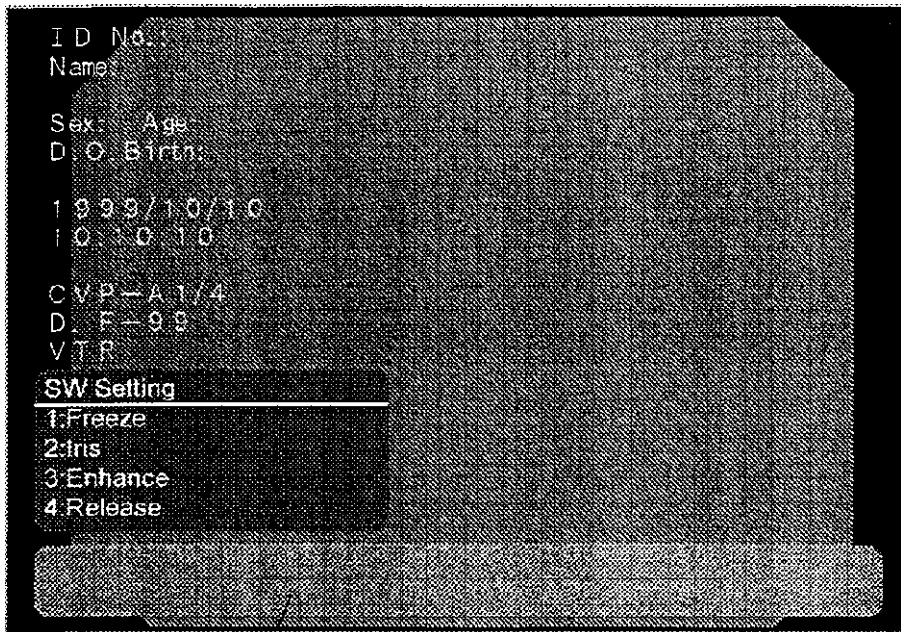 ID No.:
Name:
Sex: Age:
D.O.Birth:
1999/10/10
10:10:10
CVP-A1/4
D.F-99
VTR
SW Setting
1:Freeze
2:Iris
3:Enhance
4:Release